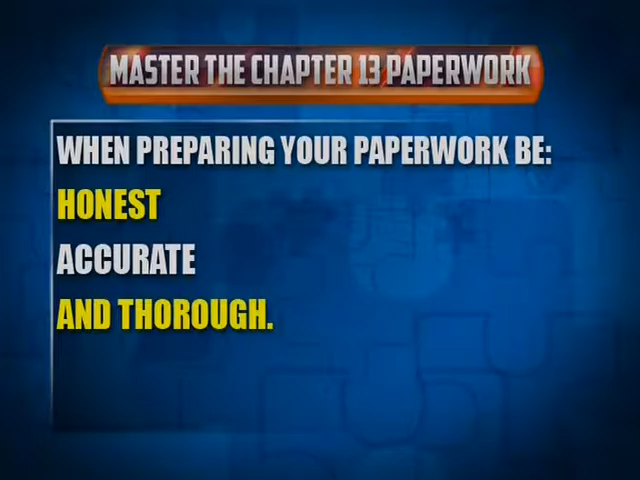 MASTER THE CHAPTER 13 PAPERWORK
WHEN PREPARING YOUR PAPERWORK BE:
HONEST
ACCURATE
AND THOROUGH.